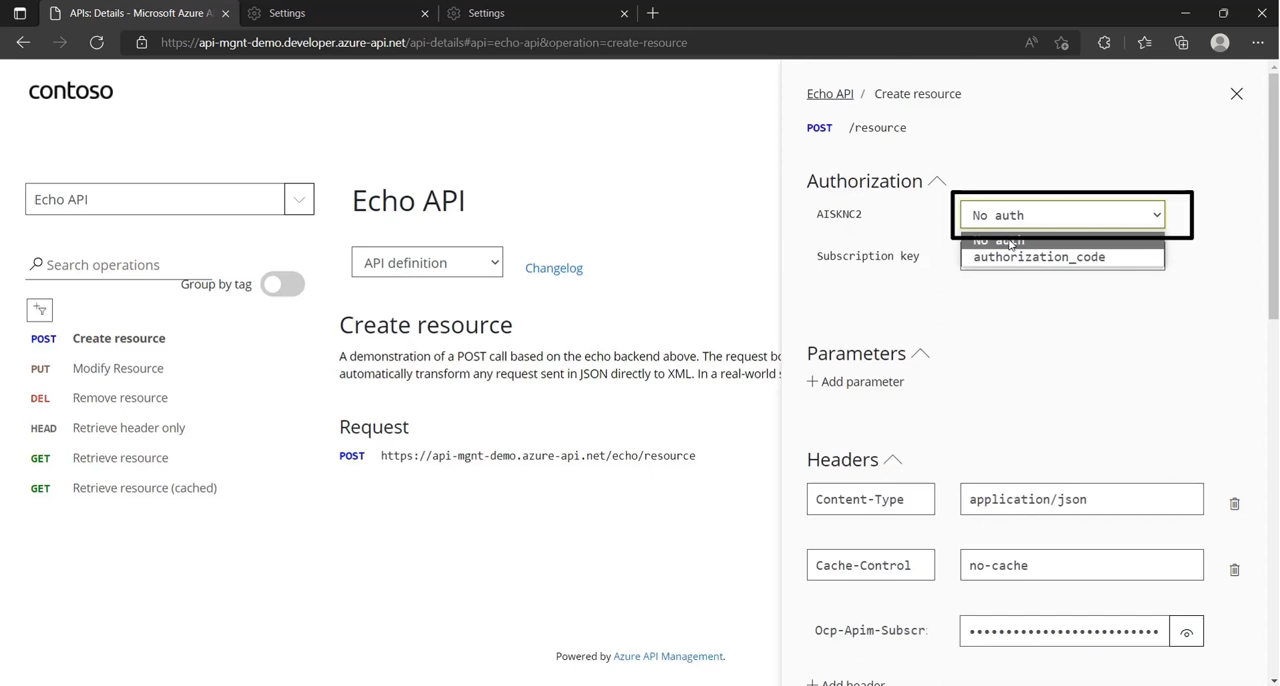 APIs: Details - Microsoft Azure A
Settings
Settings
https://api-mgnt-demo.developer.azure-api.net/api-details#api=echo-api&operation=create-resource
contoso
Echo API
Search operations
Group by tag
POST Create resource
PUT Modify Resource
DEL Remove resource
HEAD Retrieve header only
GET Retrieve resource
GET Retrieve resource (cached)
Echo API
API definition
Changelog
Create resource
A demonstration of a POST call based on the echo backend above. The request bo
automatically transform any request sent in JSON directly to XML. In a real-world
Request
POST https://api-mgnt-demo.azure-api.net/echo/resource
Powered by Azure API Management.
Echo API / Create resource
POST /resource
Authorization
AISKNC2 No auth
No auth
Subscription key authorization_code
Parameters
+ Add parameter
Headers
Content-Type application/json
Cache-Control no-cache
Ocp-Apim-Subscr
+ Add header